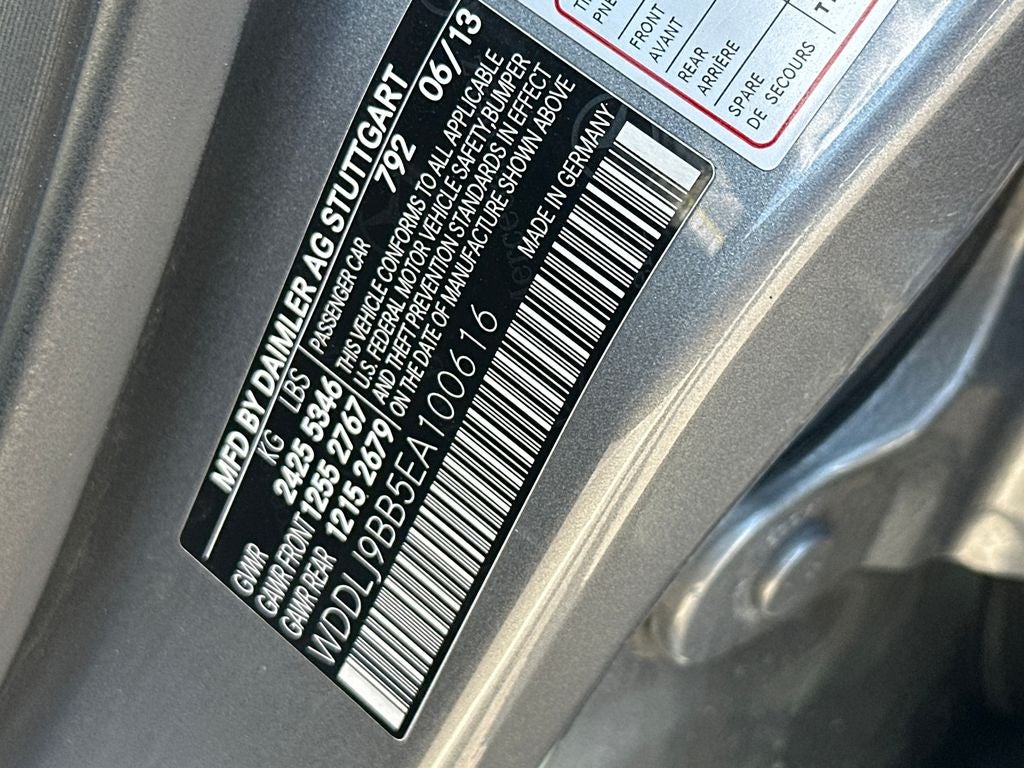 MFD BY DAIMLER AG STUTTGART 06/13
KG LBS 792
GVWR 2425 5346 PASSENGER CAR
GAWR FRONT 1255 2767
GAWR REAR 1215 2679
THIS VEHICLE CONFORMS TO ALL APPLICABLE
U.S. FEDERAL MOTOR VEHICLE SAFETY, BUMPER
AND THEFT PREVENTION STANDARDS IN EFFECT
ON THE DATE OF MANUFACTURE SHOWN ABOVE
WDDLJ9BB5EA100616 MADE IN GERMANY
FRONT
AVANT
REAR
ARRIÈRE
SPARE
DE SECOURS